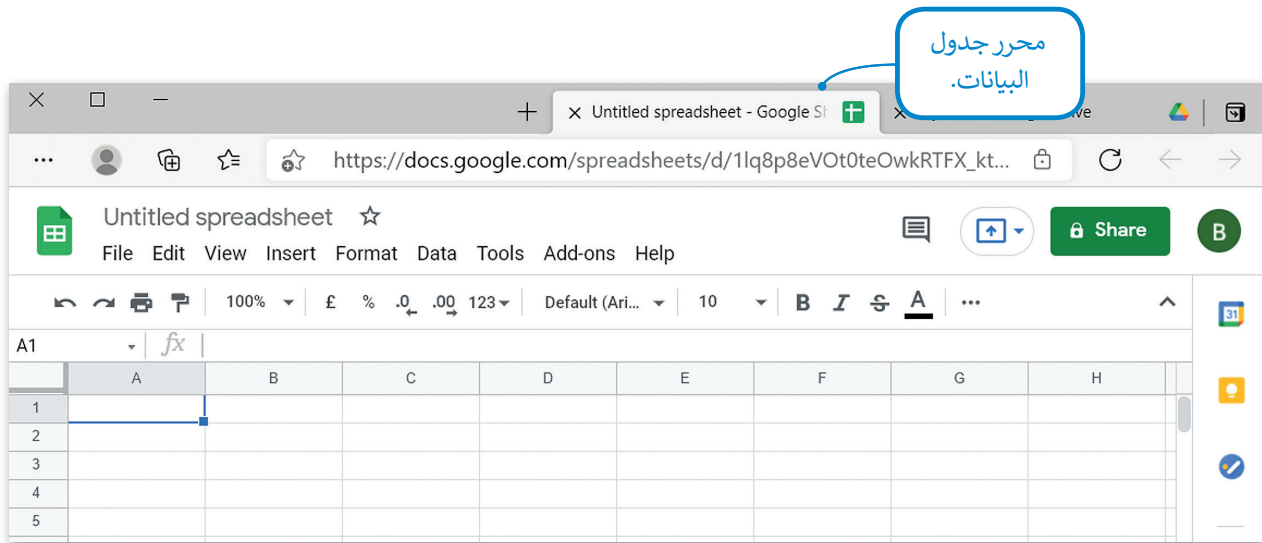 محرر جدول
البيانات.
Untitled spreadsheet - Google Sh
ve
https://docs.google.com/spreadsheets/d/1lq8p8eVOt0teOwkRTFX_kt...
Untitled spreadsheet
Share
B
File Edit View Insert Format Data Tools Add-ons Help
100% £ % .0 .00 123 Default (Ari... 10 B I S A ...
31
A1 fx
A B C D E F G H
1
2
3
4
5